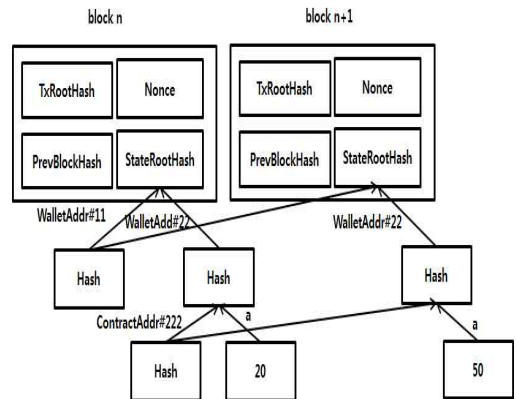 block n
block n+1
TxRootHash
Nonce
TxRootHash
Nonce
PrevBlockHash
StateRootHash
PrevBlockHash
StateRootHash
WalletAddr#11
WalletAdd#22
WalletAddr#22
Hash
Hash
Hash
ContractAddr#222
a
a
Hash
20
50